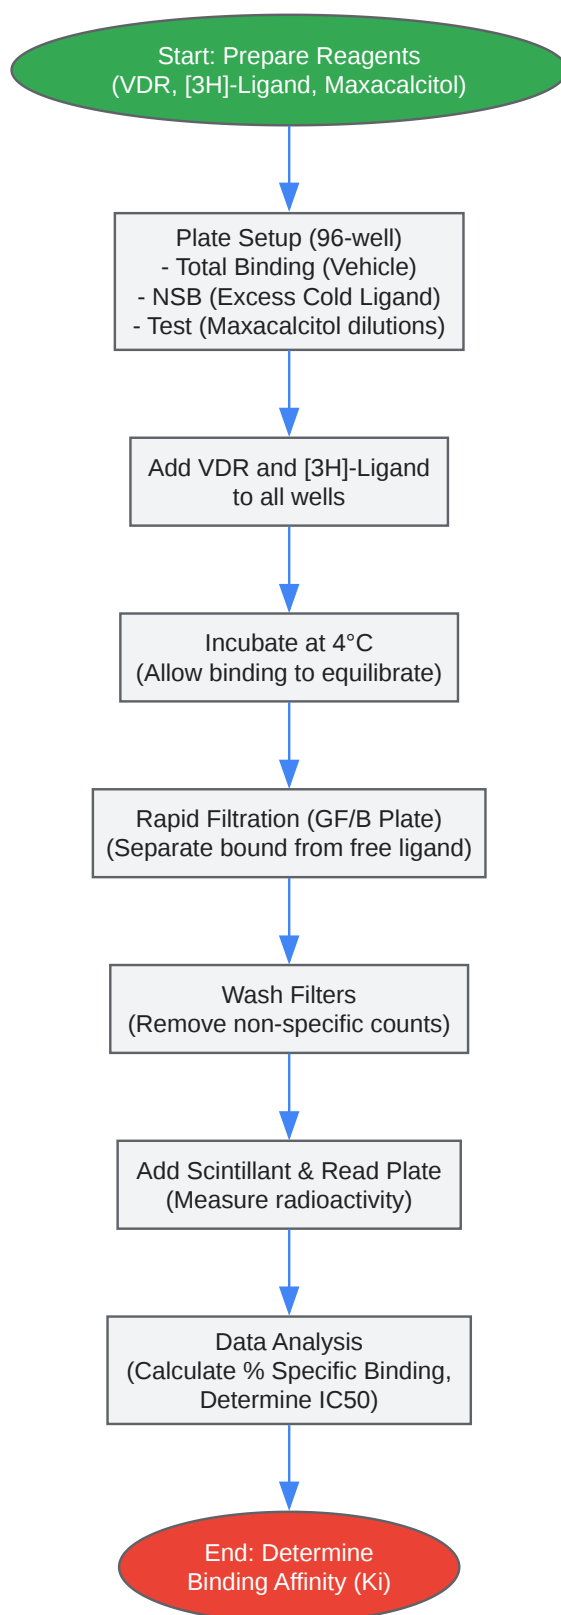 Start: Prepare Reagents
(VDR, [3H]-Ligand, Maxacalcitol)
Plate Setup (96-well)
- Total Binding (Vehicle)
- NSB (Excess Cold Ligand)
- Test (Maxacalcitol dilutions)
Add VDR and [3H]-Ligand
to all wells
Incubate at 4°C
(Allow binding to equilibrate)
Rapid Filtration (GF/B Plate)
(Separate bound from free ligand)
Wash Filters
(Remove non-specific counts)
Add Scintillant & Read Plate
(Measure radioactivity)
Data Analysis
(Calculate % Specific Binding,
Determine IC50)
End: Determine
Binding Affinity (Ki)